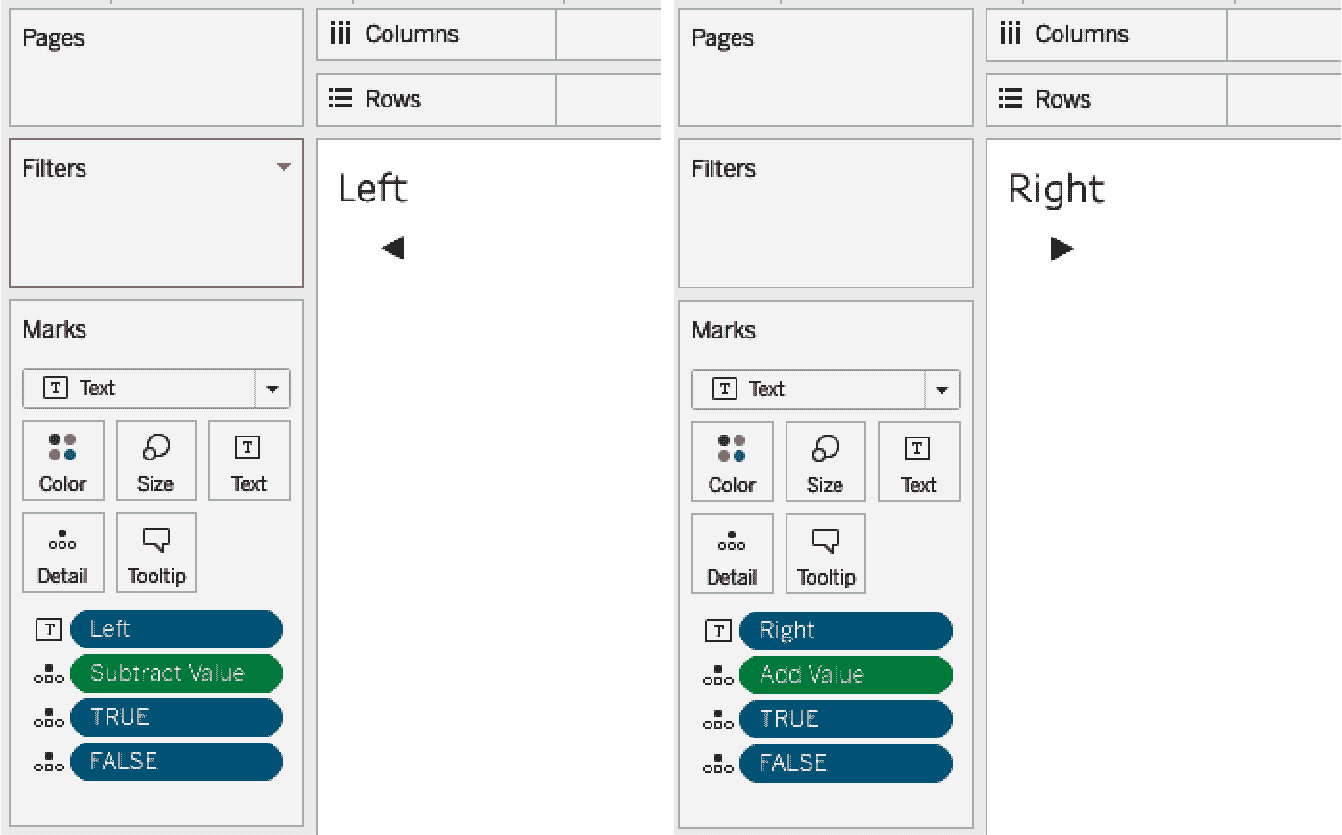 Pages
Columns
Rows
Filters
Left
Marks
Text
Color Size Text
Detail Tooltip
Left
Subtract Value
TRUE
FALSE
Pages
Columns
Rows
Filters
Right
Marks
Text
Color Size Text
Detail Tooltip
Right
Add Value
TRUE
FALSE